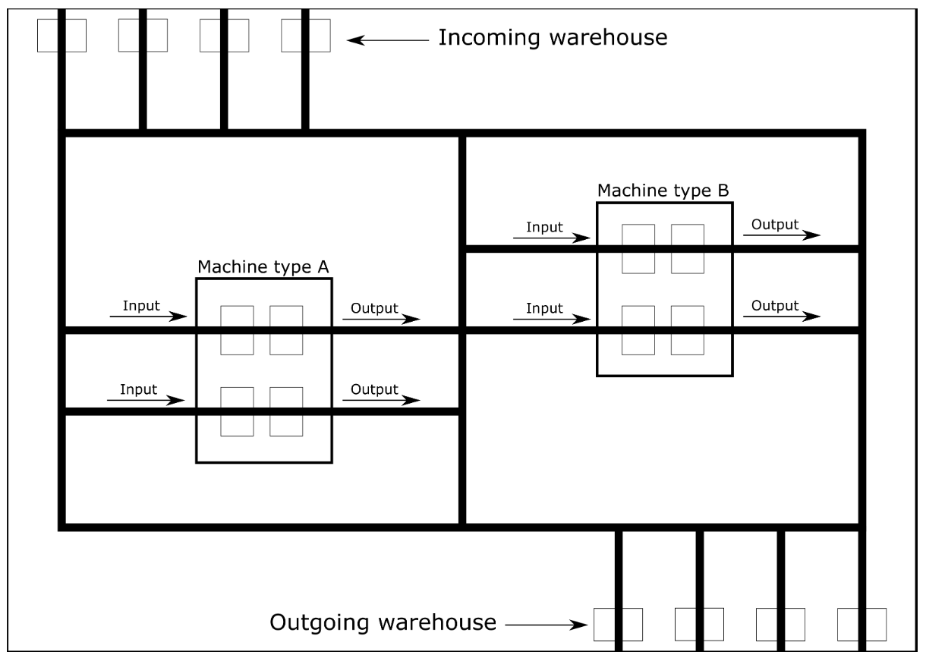 Incoming warehouse
Machine type B
Input
Output
Machine type A
Input
Output
Input
Output
Input
Output
Outgoing warehouse